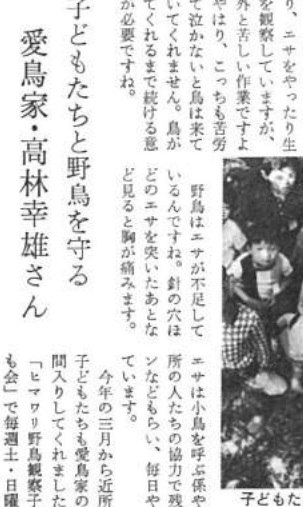 り、エサをやったり生
を観察していますが、
外と苦しい作業ですよ
やはり、こっちも苦労
て泣かないと鳥は来て
いてくれません。鳥が
てくれるまで続ける意
が必要ですね。
子どもたちと野鳥を守る
愛鳥家・高林幸雄さん
野鳥はエサが不足して
いるんですね。針の穴ほ
どのエサを突いたあとな
ど見ると胸が痛みます。
エサは小鳥を呼ぶ係や
所の人たちの協力で残
ンなどもらい、毎日や
ています。
今年の三月から近所
子どもたちも愛鳥家の
間入りしてくれました
「ヒマワリ野鳥観察子
も会」で毎週土・日曜
子どもた